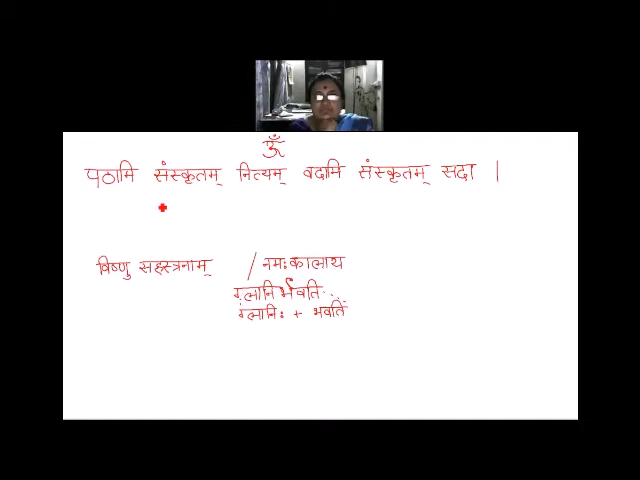 ॐ
पठामि संस्कृतम् नित्यम् वदामि संस्कृतम् सदा |
विष्णु सहस्त्रनाम् / नमःकालाय
ग्लानिर्भवति..
ग्लानिः + भवति